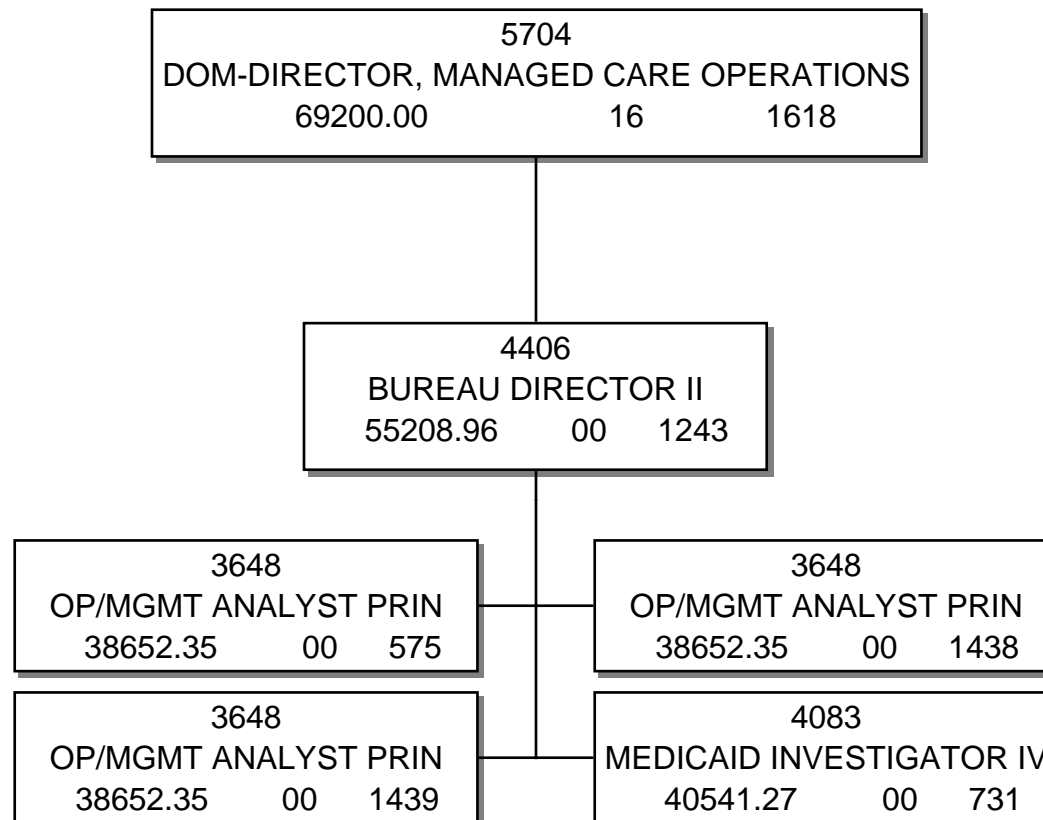 5704
DOM-DIRECTOR, MANAGED CARE OPERATIONS
69200.00 16 1618
4406
BUREAU DIRECTOR II
55208.96 00 1243
3648
OP/MGMT ANALYST PRIN
38652.35 00 575
3648
OP/MGMT ANALYST PRIN
38652.35 00 1438
3648
OP/MGMT ANALYST PRIN
38652.35 00 1439
4083
MEDICAID INVESTIGATOR IV
40541.27 00 731